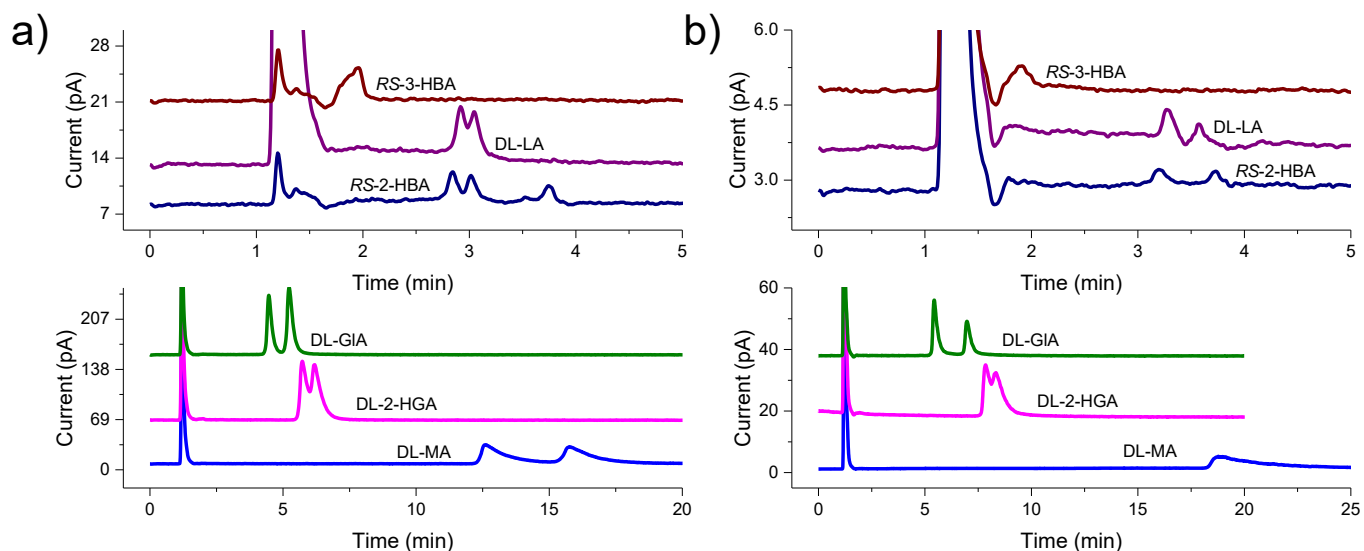 a)
Current (pA)
28
21
14
7
RS-3-HBA
DL-LA
RS-2-HBA
0 1 2 3 4 5
Time (min)
Current (pA)
207
138
69
0
DL-GlA
DL-2-HGA
DL-MA
0 5 10 15 20
Time (min)
b)
Current (pA)
6.0
4.5
3.0
RS-3-HBA
DL-LA
RS-2-HBA
0 1 2 3 4 5
Time (min)
Current (pA)
60
40
20
0
DL-GlA
DL-2-HGA
DL-MA
0 5 10 15 20 25
Time (min)